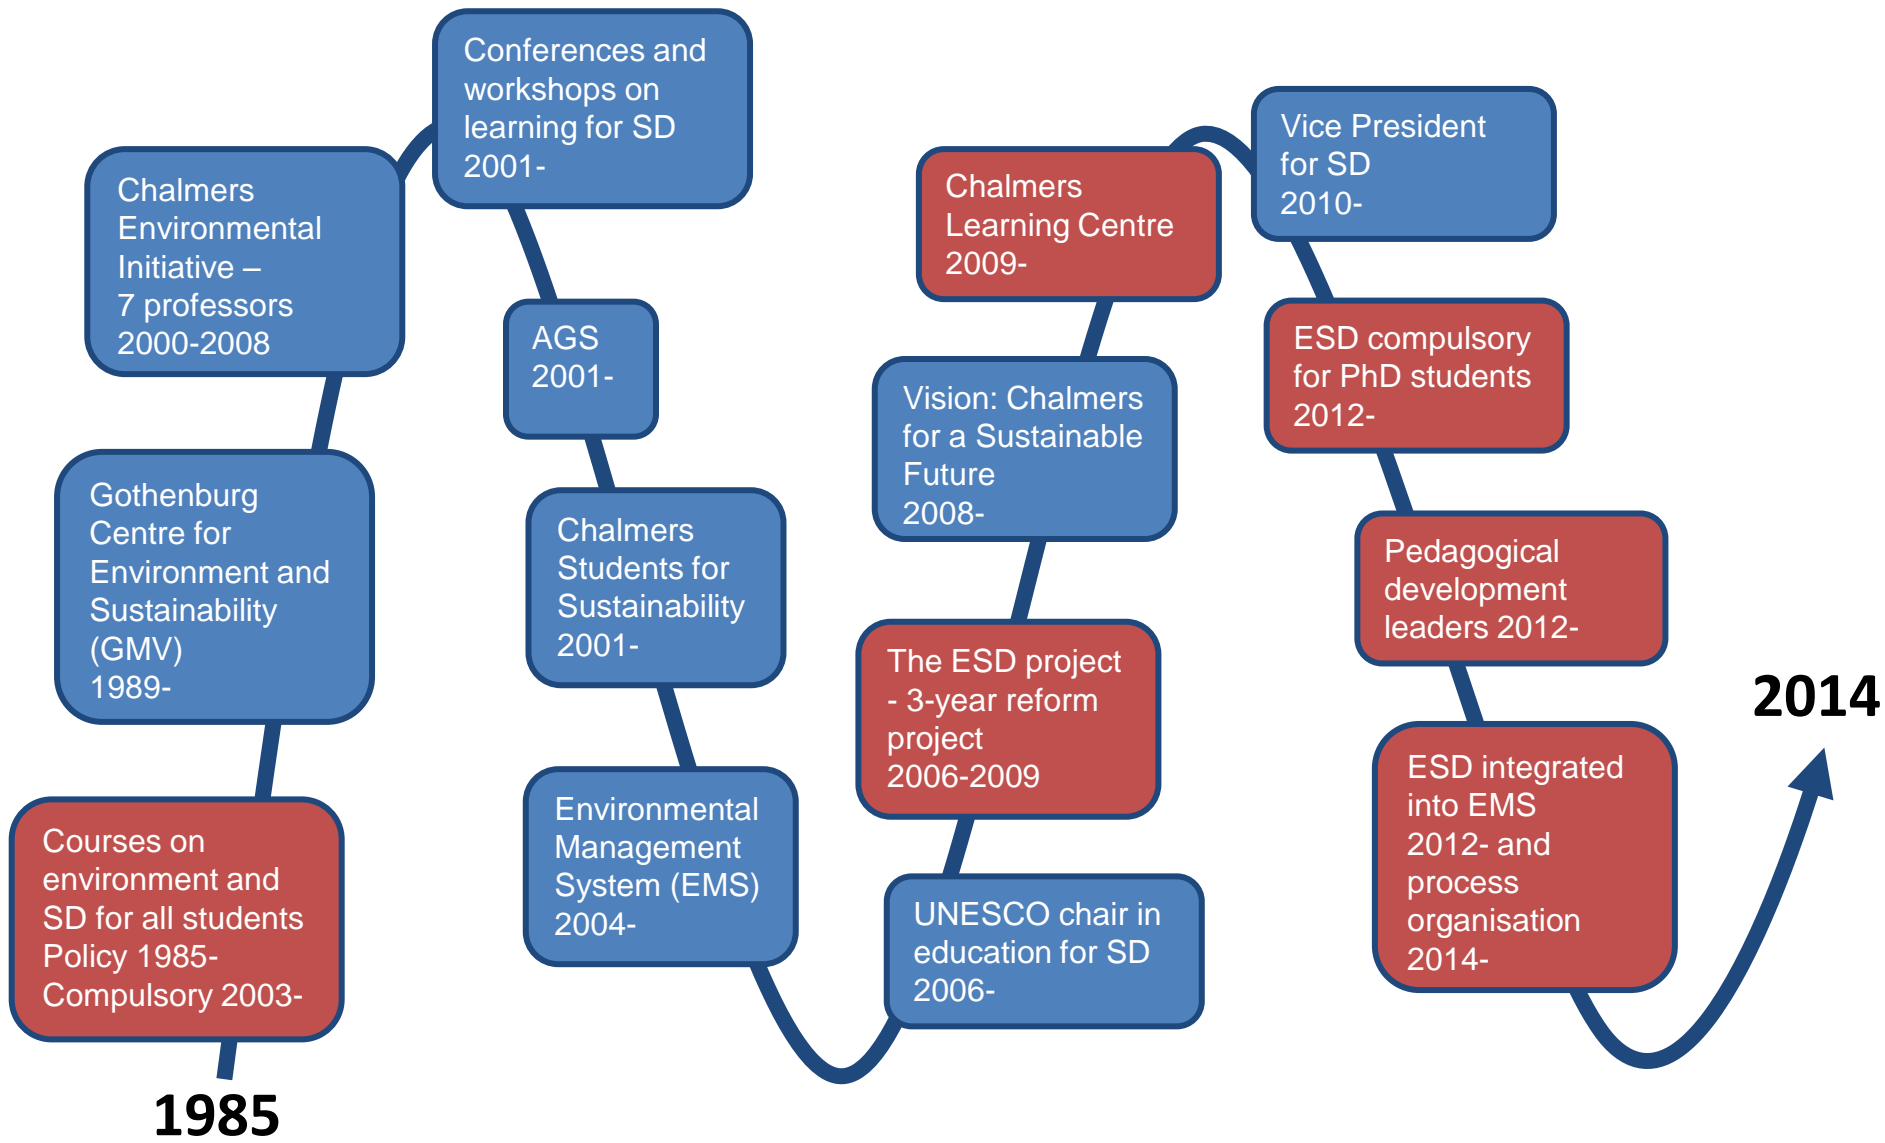 1985
Courses on
environment and
SD for all students
Policy 1985-
Compulsory 2003-
Gothenburg
Centre for
Environment and
Sustainability
(GMV)
1989-
Chalmers
Environmental
Initiative –
7 professors
2000-2008
Conferences and
workshops on
learning for SD
2001-
AGS
2001-
Chalmers
Students for
Sustainability
2001-
Environmental
Management
System (EMS)
2004-
UNESCO chair in
education for SD
2006-
The ESD project
- 3-year reform
project
2006-2009
Vision: Chalmers
for a Sustainable
Future
2008-
Chalmers
Learning Centre
2009-
Vice President
for SD
2010-
ESD compulsory
for PhD students
2012-
Pedagogical
development
leaders 2012-
ESD integrated
into EMS
2012- and
process
organisation
2014-
2014